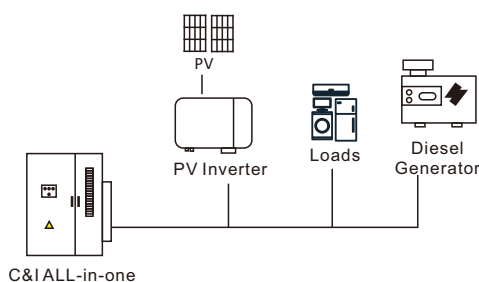 PV
PV Inverter
Loads
Diesel
Generator
C&I ALL-in-one